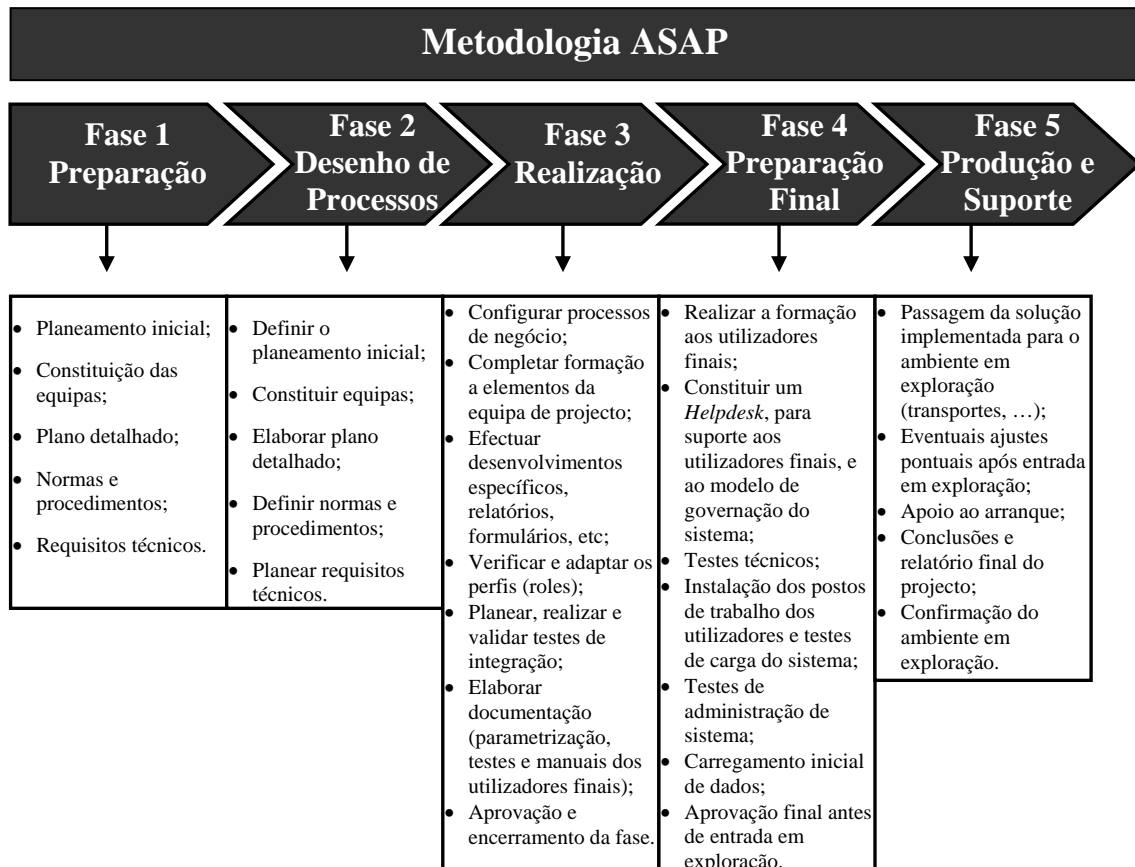 Metodologia ASAP
Fase 1
Preparação
Fase 2
Desenho de
Processos
Fase 3
Realização
Fase 4
Preparação
Final
Fase 5
Produção e
Suporte
• Planeamento inicial;
• Constituição das
equipas;
• Plano detalhado;
• Normas e
procedimentos;
• Requisitos técnicos.
• Definir o
planeamento inicial;
• Constituir equipas;
• Elaborar plano
detalhado;
• Definir normas e
procedimentos;
• Planear requisitos
técnicos.
• Configurar processos
de negócio;
• Completar formação
a elementos da
equipa de projecto;
• Efectuar
desenvolvimentos
específicos,
relatórios,
formulários, etc;
• Verificar e adaptar os
perfis (roles);
• Planear, realizar e
validar testes de
integração;
• Elaborar
documentação
(parametrização,
testes e manuais dos
utilizadores finais);
• Aprovação e
encerramento da fase.
• Realizar a formação
aos utilizadores
finais;
• Constituir um
Helpdesk, para
suporte aos
utilizadores finais, e
ao modelo de
governação do
sistema;
• Testes técnicos;
• Instalação dos postos
de trabalho dos
utilizadores e testes
de carga do sistema;
• Testes de
administração de
sistema;
• Carregamento inicial
de dados;
• Aprovação final antes
de entrada em
exploração.
• Passagem da solução
implementada para o
ambiente em
exploração
(transportes, …);
• Eventuais ajustes
pontuais após entrada
em exploração;
• Apoio ao arranque;
• Conclusões e
relatório final do
projecto;
• Confirmação do
ambiente em
exploração.